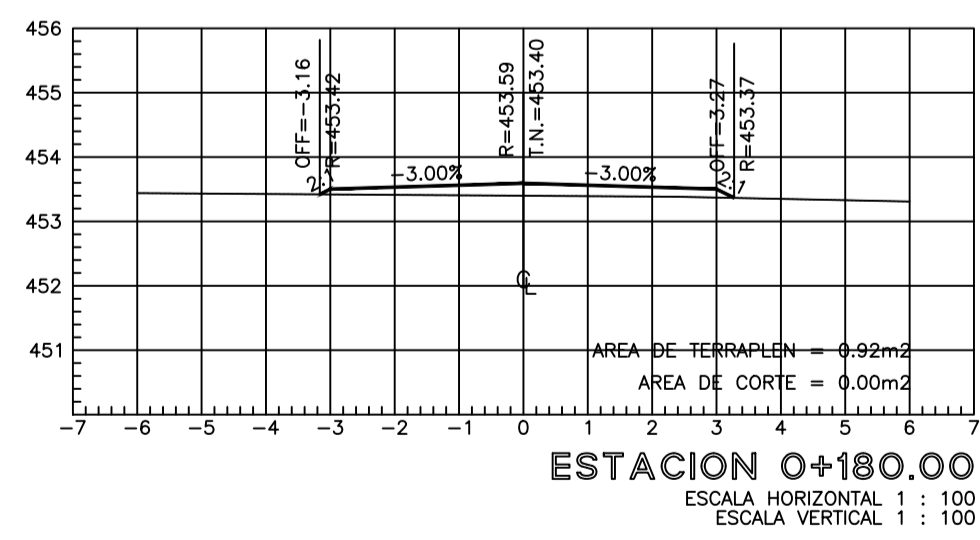 456
455
454
453
452
451
OFF=-3.16
R=453.42
R=453.59
T.N.=453.40
OFF=3.27
R=453.37
2:1
-3.00%
-3.00%
2:1
CL
AREA DE TERRAPLEN = 0.92m2
AREA DE CORTE = 0.00m2
-7 -6 -5 -4 -3 -2 -1 0 1 2 3 4 5 6 7
ESTACION 0+180.00
ESCALA HORIZONTAL 1 : 100
ESCALA VERTICAL 1 : 100